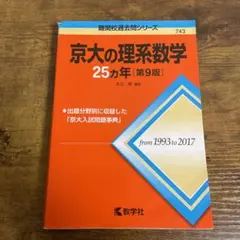 難関校過去問シリーズ
743
京大の理系数学
25カ年[第9版]
●出題分野別に収録した
「京大入試問題事典」
from 1993 to 2017
数学社